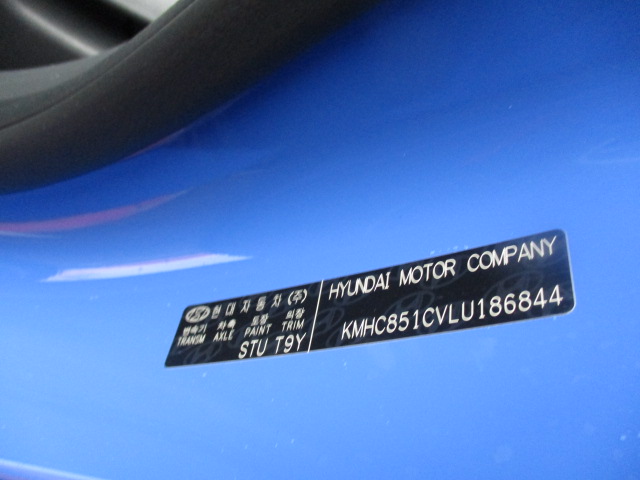 현대자동차(주)
변속기 차축 도장 의장
TRANSM AXLE PAINT TRIM
STU T9Y
HYUNDAI MOTOR COMPANY
KMHC851CVLU186844